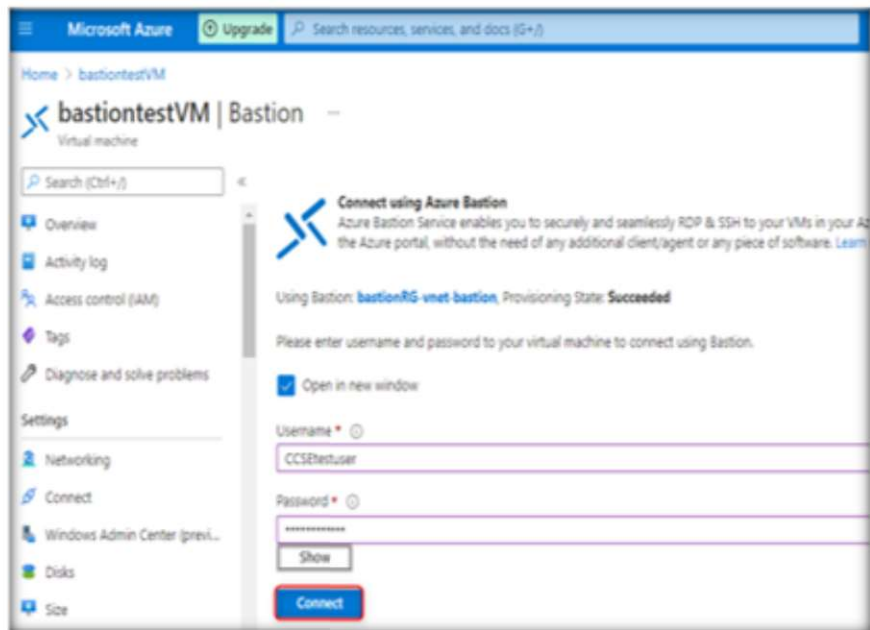 Microsoft Azure
Upgrade
Search resources, services, and docs (G+/)
Home > bastiontestVM
bastiontestVM | Bastion ...
Virtual machine
Search (Ctrl+/)
«
Overview
Activity log
Access control (IAM)
Tags
Diagnose and solve problems
Settings
Networking
Connect
Windows Admin Center (previ...
Disks
Size
Connect using Azure Bastion
Azure Bastion Service enables you to securely and seamlessly RDP & SSH to your VMs in your Az
the Azure portal, without the need of any additional client/agent or any piece of software. Learn
Using Bastion: bastionRG-vnet-bastion, Provisioning State: Succeeded
Please enter username and password to your virtual machine to connect using Bastion.
Open in new window
Username *
CCSEtestuser
Password *
•••••••••••••
Show
Connect